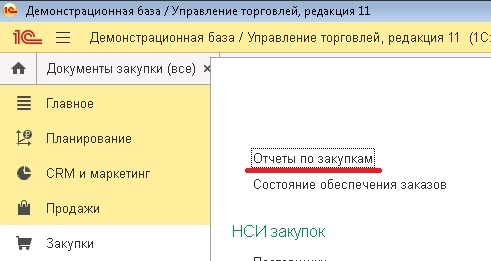 Демонстрационная база / Управление торговлей, редакция 11
1С Демонстрационная база / Управление торговлей, редакция 11 (1С:
Документы закупки (все) ×
Главное
Планирование
Отчеты по закупкам
CRM и маркетинг
Состояние обеспечения заказов
Продажи
НСИ закупок
Закупки